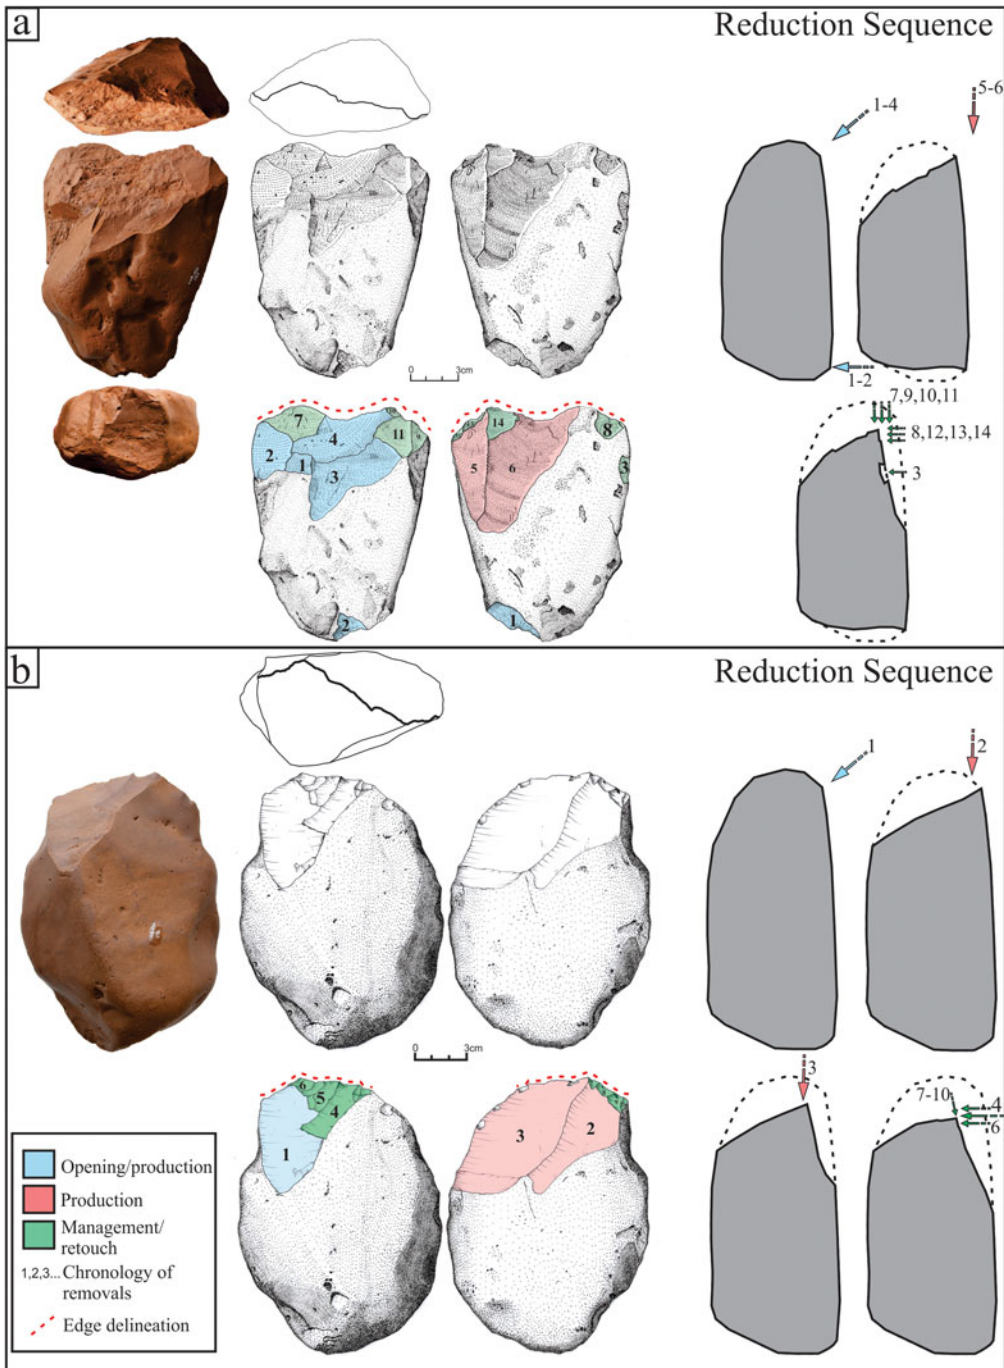 a
Reduction Sequence
5-6
1-4
0 3cm
1-2
7,9,10,11
8,12,13,14
3
7
4
11
2
1
3
2
14
5
6
8
3
1
b
Reduction Sequence
1
2
0 3cm
3
7-10
4
6
6
5
4
1
3
2
Opening/production
Production
Management/
retouch
1,2,3... Chronology of
removals
Edge delineation